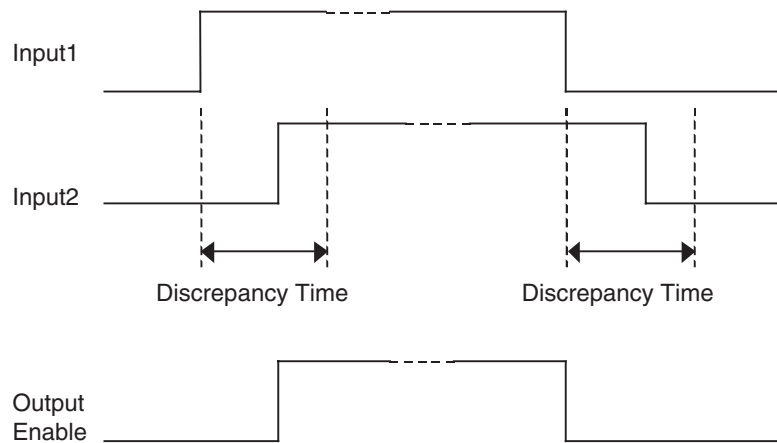 Input1
Input2
Discrepancy Time
Discrepancy Time
Output
Enable